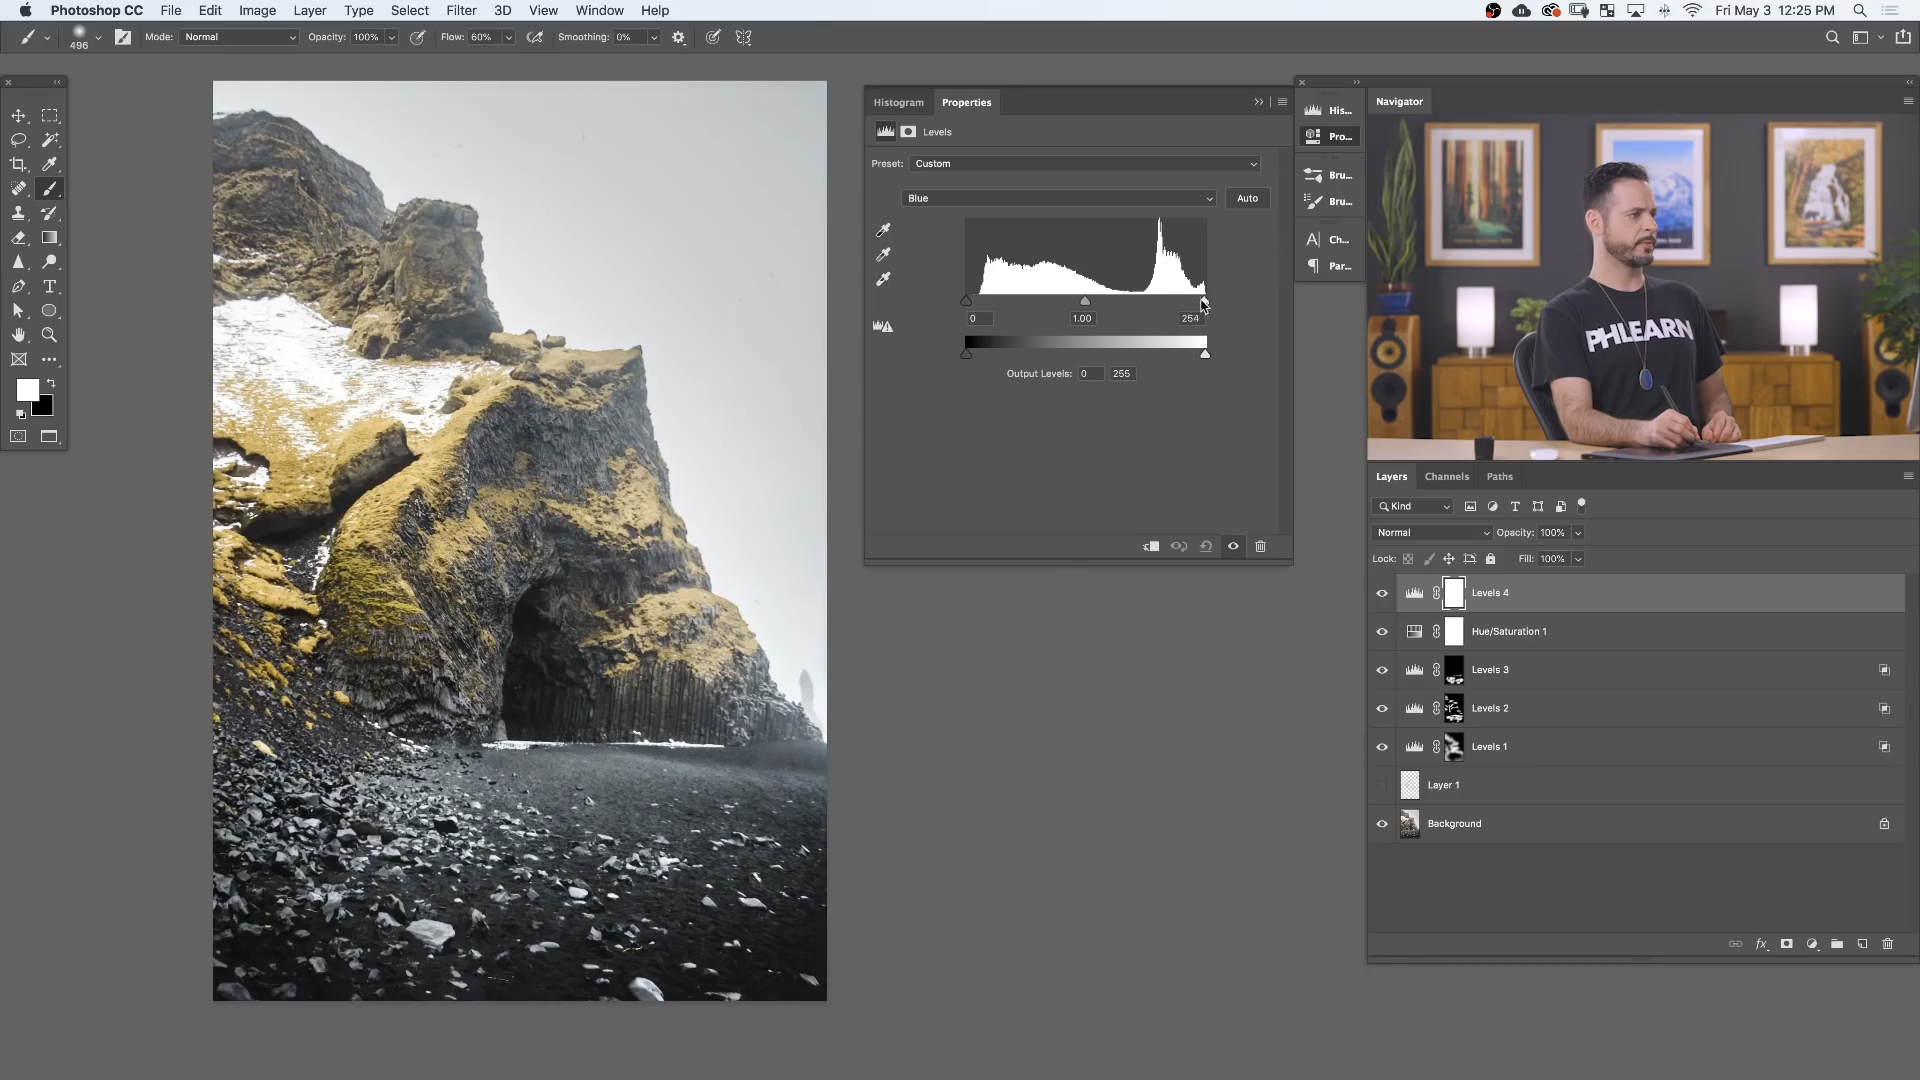 Photoshop CC File Edit Image Layer Type Select Filter 3D View Window Help Fri May 3 12:25 PM
496 Mode: Normal Opacity: 100% Flow: 60% Smoothing: 0%
Histogram Properties
Levels
Preset: Custom
Blue Auto
0 1.00 254
Output Levels: 0 255
His...
Pro...
Bru...
Bru...
A| Ch...
Par...
Navigator
PHLEARN
Layers Channels Paths
Kind
Normal Opacity: 100%
Lock: Fill: 100%
Levels 4
Hue/Saturation 1
Levels 3
Levels 2
Levels 1
Layer 1
Background
fx